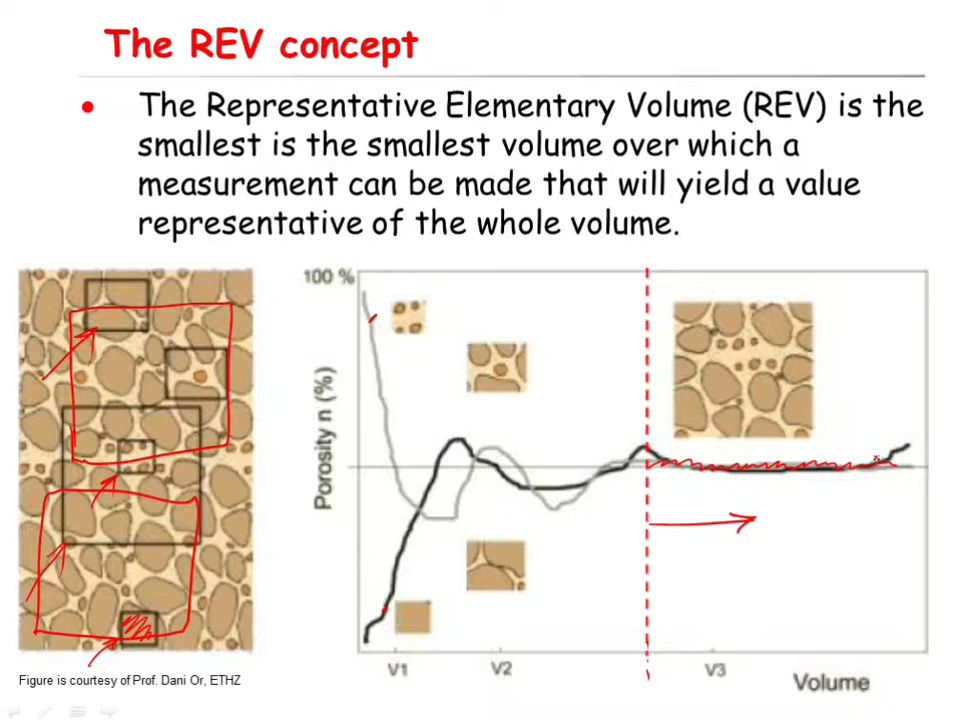 The REV concept
The Representative Elementary Volume (REV) is the
smallest is the smallest volume over which a
measurement can be made that will yield a value
representative of the whole volume.
100 %
Porosity n (%)
V1
V2
V3
Volume
Figure is courtesy of Prof. Dani Or, ETHZ